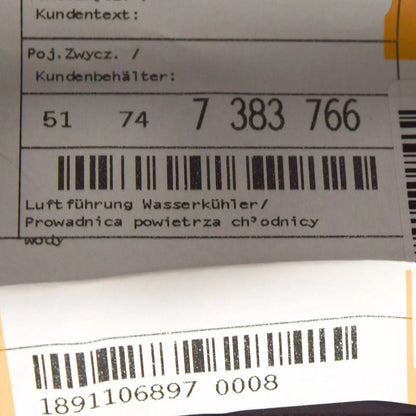 Kundentext:
Poj.Zwycz. /
Kundenbehälter:
51 74 7 383 766
Luftführung Wasserkühler/
Prowadnica powietrza ch³odnicy
wody
1891106897 0008